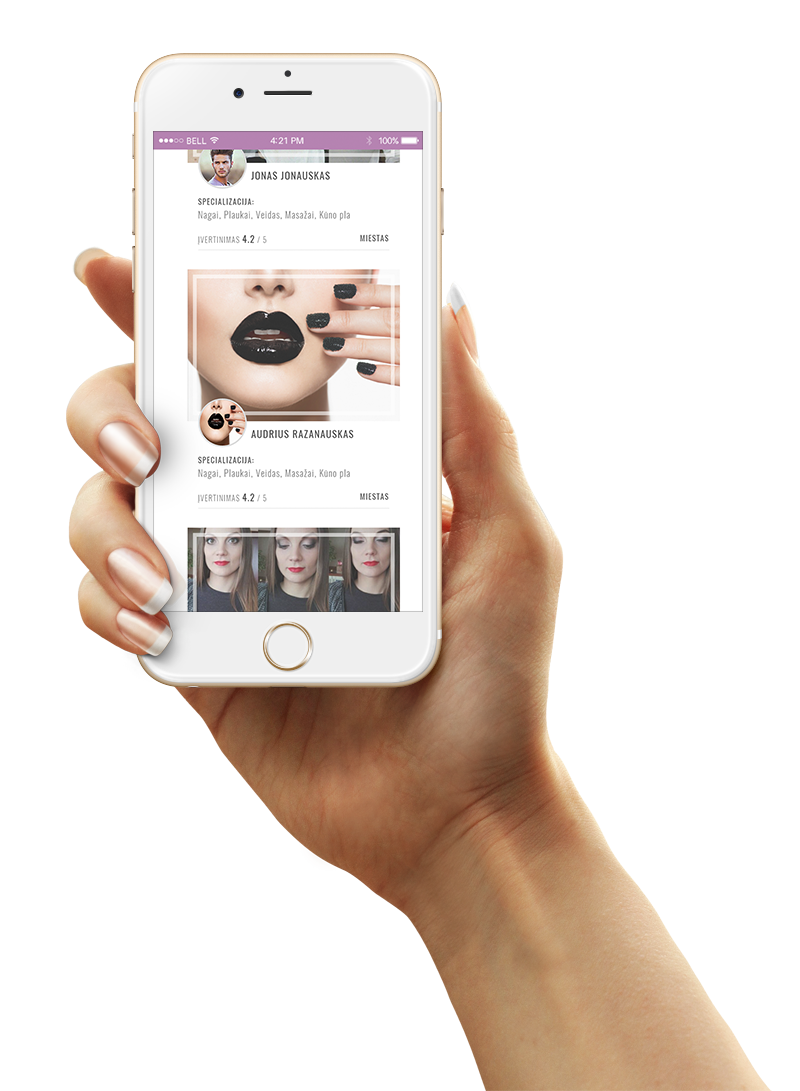 BELL 4:21 PM 100%
JONAS JONAUSKAS
SPECIALIZACIJA:
Nagai, Plaukai, Veidas, Masažai, Kūno pla
ĮVERTINIMAS 4.2 / 5 MIESTAS
AUDRIUS RAZANAUSKAS
SPECIALIZACIJA:
Nagai, Plaukai, Veidas, Masažai, Kūno pla
ĮVERTINIMAS 4.2 / 5 MIESTAS